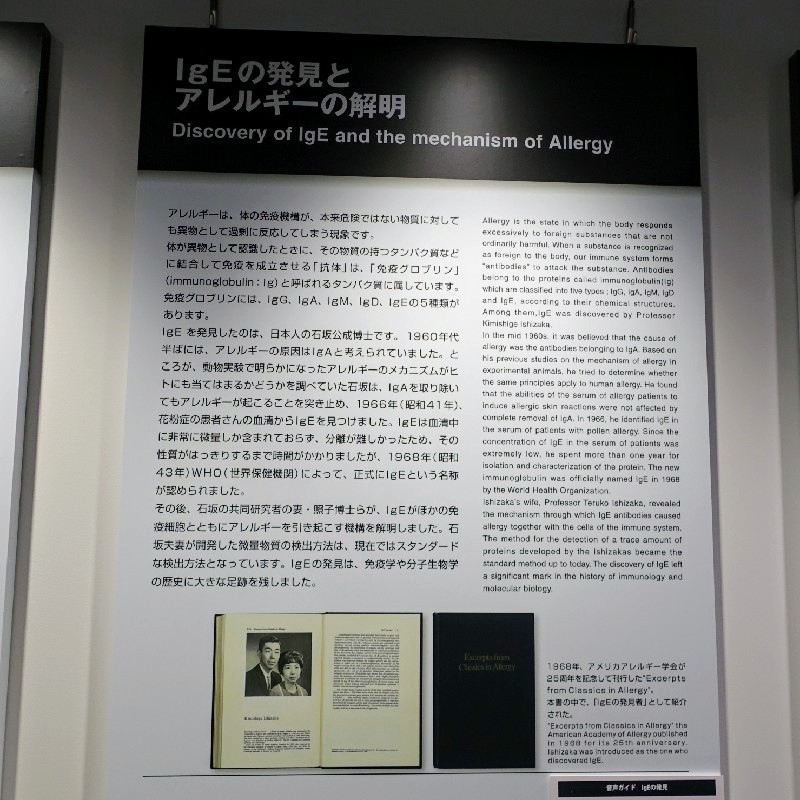 IgEの発見と
アレルギーの解明
Discovery of IgE and the mechanism of Allergy
アレルギーは、体の免疫機構が、本来危険ではない物質に対して
も異物として過剰に反応してしまう現象です。
体が異物として認識したときに、その物質の持つタンパク質など
に結合して免疫を成立させる「抗体」は、「免疫グロブリン」
(immunoglobulin：Ig)と呼ばれるタンパク質に属しています。
免疫グロブリンには、IgG、IgA、IgM、IgD、IgEの5種類が
あります。
IgE を発見したのは、日本人の石坂公成博士です。1960年代
半ばには、アレルギーの原因はIgAと考えられていました。と
ころが、動物実験で明らかになったアレルギーのメカニズムがヒ
トにも当てはまるかどうかを調べていた石坂は、IgAを取り除い
てもアレルギーが起こることを突き止め、1966年（昭和41年）、
花粉症の患者さんの血清からIgEを見つけました。IgEは血清中
に非常に微量しか含まれておらず、分離が難しかったため、その
性質がはっきりするまで時間がかかりましたが、1968年（昭和
43年）WHO（世界保健機関）によって、正式にIgEという名称
が認められました。
その後、石坂の共同研究者の妻・照子博士らが、IgEがほかの免
疫細胞とともにアレルギーを引き起こす機構を解明しました。石
坂夫妻が開発した微量物質の検出方法は、現在ではスタンダード
な検出方法となっています。IgEの発見は、免疫学や分子生物学
の歴史に大きな足跡を残しました。
Allergy is the state in which the body responds
excessively to foreign substances that are not
ordinarily harmful. When a substance is recognized
as foreign to the body, our immune system forms
"antibodies" to attack the substance. Antibodies
belong to the proteins called immunoglobulin(Ig)
which are classified into five types ; IgG, IgA, IgM, IgD
and IgE, according to their chemical structures.
Among them,IgE was discovered by Professor
Kimishige Ishizaka.
In the mid 1960s, it was believed that the cause of
allergy was the antibodies belonging to IgA. Based on
his previous studies on the mechanism of allergy in
experimental animals, he tried to determine whether
the same principles apply to human allergy. He found
that the abilities of the serum of allergy patients to
induce allergic skin reactions were not affected by
complete removal of IgA. In 1966, he identified IgE in
the serum of patients with pollen allergy. Since the
concentration of IgE in the serum of patients was
extremely low, he spent more than one year for
isolation and characterization of the protein. The new
immunoglobulin was officially named IgE in 1968
by the World Health Organization.
Ishizaka's wife, Professor Teruko Ishizaka, revealed
the mechanism through which IgE antibodies caused
allergy together with the cells of the immune system.
The method for the detection of a trace amount of
proteins developed by the Ishizakas became the
standard method up to today. The discovery of IgE left
a significant mark in the history of immunology and
molecular biology.
Excerpts from
Classics in Allergy
1968年、アメリカアレルギー学会が
25周年を記念して刊行した"Excerpts
from Classics in Allergy"。
本書の中で、「IgEの発見者」として紹介
された。
"Excerpts from Classics in Allergy" the
American Academy of Allergy published
in 1968 for its 25th anniversary.
Ishizaka was introduced as the one who
discovered IgE.
音声ガイド IgEの発見